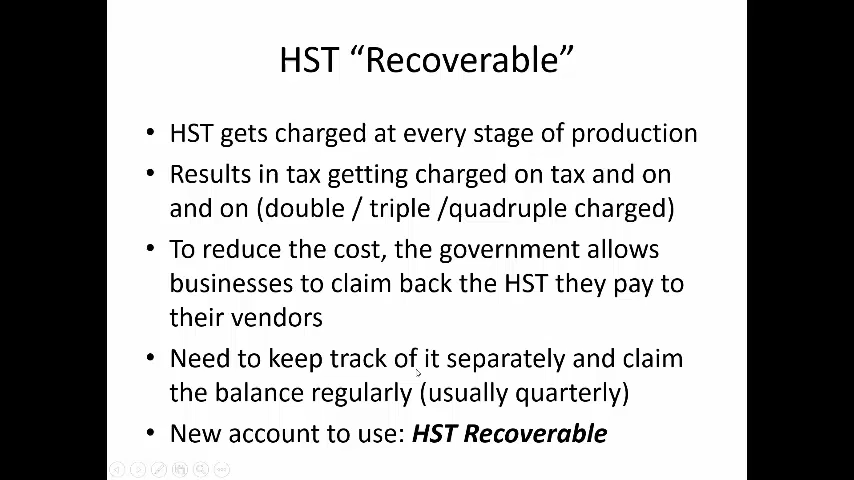 HST “Recoverable”
• HST gets charged at every stage of production
• Results in tax getting charged on tax and on
and on (double / triple /quadruple charged)
• To reduce the cost, the government allows
businesses to claim back the HST they pay to
their vendors
• Need to keep track of it separately and claim
the balance regularly (usually quarterly)
• New account to use: HST Recoverable